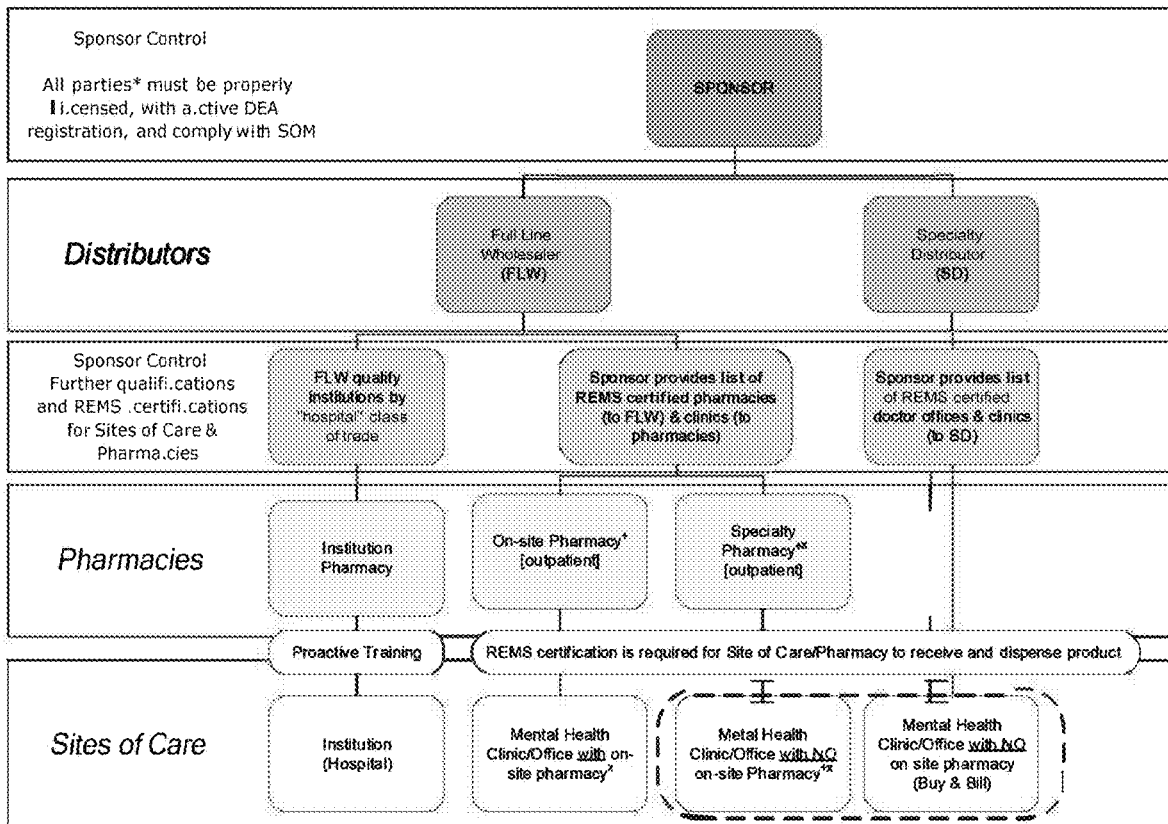 Sponsor Control
All parties* must be properly
li.censed, with a.ctive DEA
registration, and comply with SOM
SPONSOR
Distributors
Full Line
Wholesaler
(FLW)
Specialty
Distributor
(SD)
Sponsor Control
Further qualifi.cations
and REMS .certifi.cations
for Sites of Care &
Pharma.cies
FLW qualify
institutions by
"hospital" class
of trade
Sponsor provides list of
REMS certified pharmacies
(to FLW) & clinics (to
pharmacies)
Sponsor provides list
of REMS certified
doctor offices & clinics
(to SD)
Pharmacies
Institution
Pharmacy
On-site Pharmacy⁺
[outpatient]
Specialty
Pharmacy⁺ˣ
[outpatient]
Proactive Training
REMS certification is required for Site of Care/Pharmacy to receive and dispense product
Sites of Care
Institution
(Hospital)
Mental Health
Clinic/Office with on-
site pharmacyˣ
Metal Health
Clinic/Office with NO
on-site Pharmacy⁺ˣ
Mental Health
Clinic/Office with NO
on site pharmacy
(Buy & Bill)